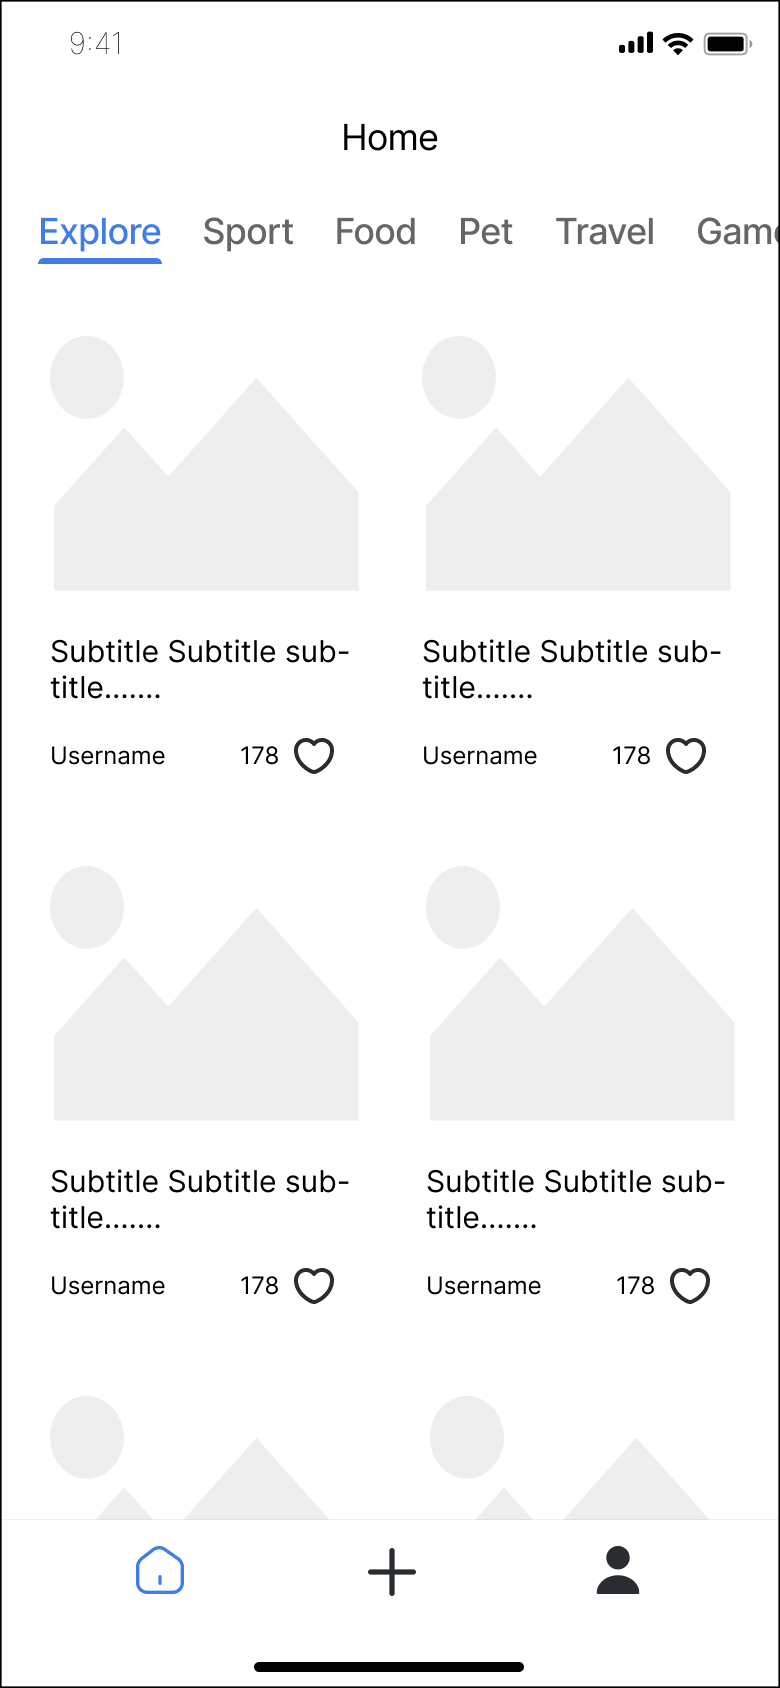 9:41
Home
Explore Sport Food Pet Travel Game
Subtitle Subtitle sub-
title.......
Username 178
Subtitle Subtitle sub-
title.......
Username 178
Subtitle Subtitle sub-
title.......
Username 178
Subtitle Subtitle sub-
title.......
Username 178